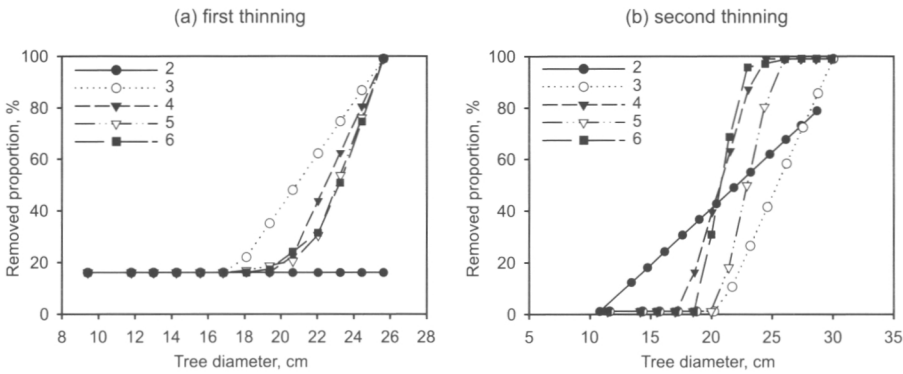 (a) first thinning
(b) second thinning
Removed proportion, %
100
80
60
40
20
0
2
3
4
5
6
8 10 12 14 16 18 20 22 24 26 28
Tree diameter, cm
Removed proportion, %
100
80
60
40
20
0
2
3
4
5
6
5 10 15 20 25 30 35
Tree diameter, cm